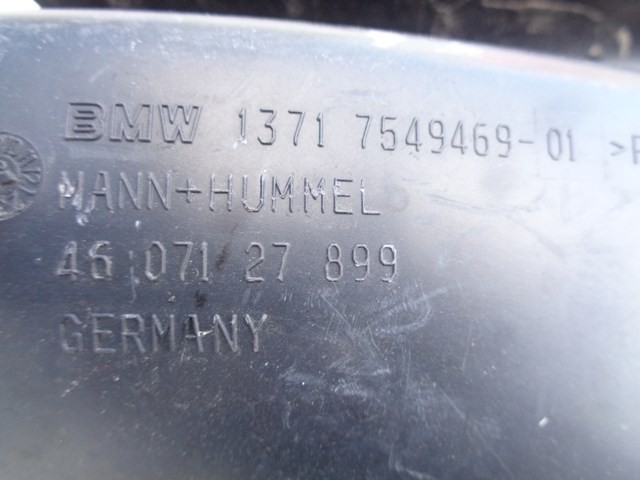 BMW 1371 7549469-01 >P
MANN+HUMMEL
46 071 27 899
GERMANY